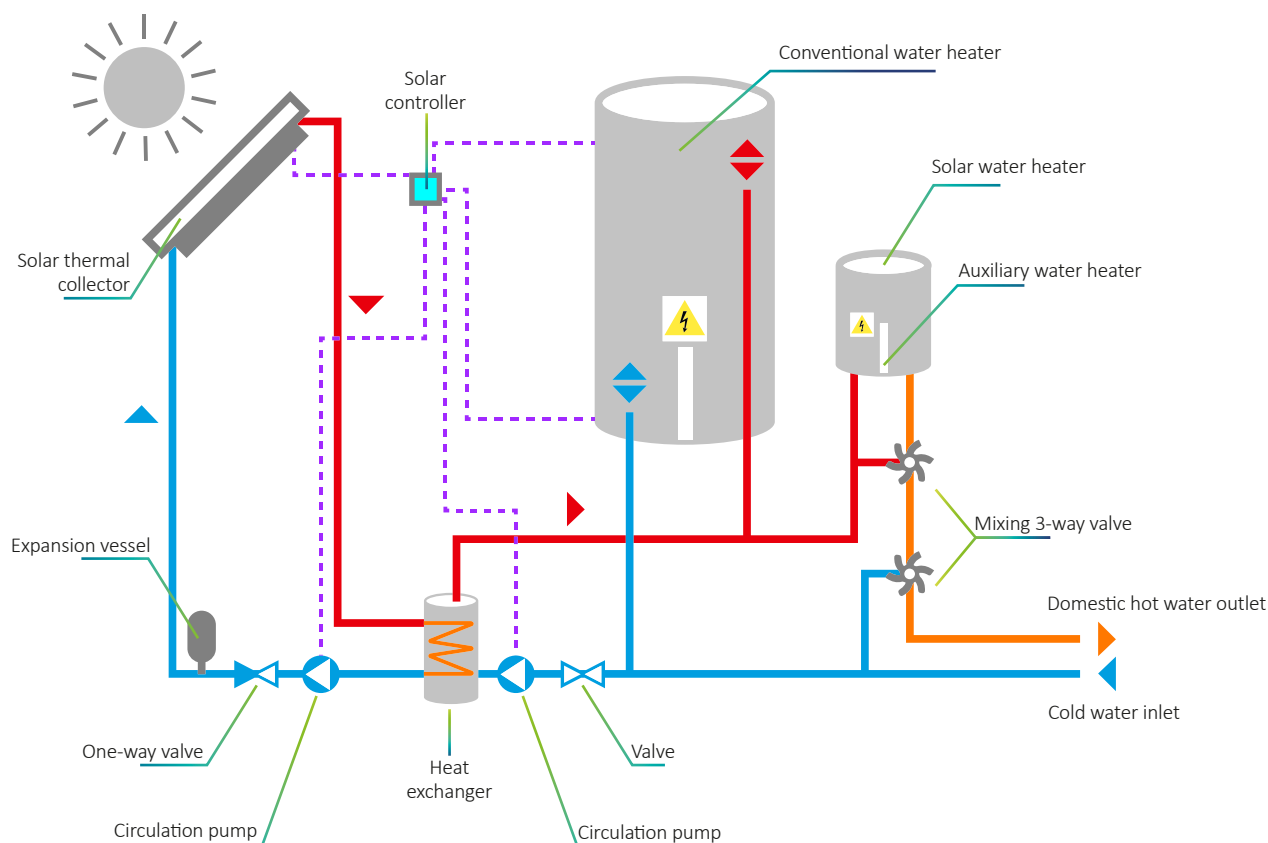 Conventional water heater
Solar
controller
Solar water heater
Solar thermal
collector
Auxiliary water heater
Expansion vessel
Mixing 3-way valve
Domestic hot water outlet
Cold water inlet
One-way valve
Valve
Heat
exchanger
Circulation pump
Circulation pump